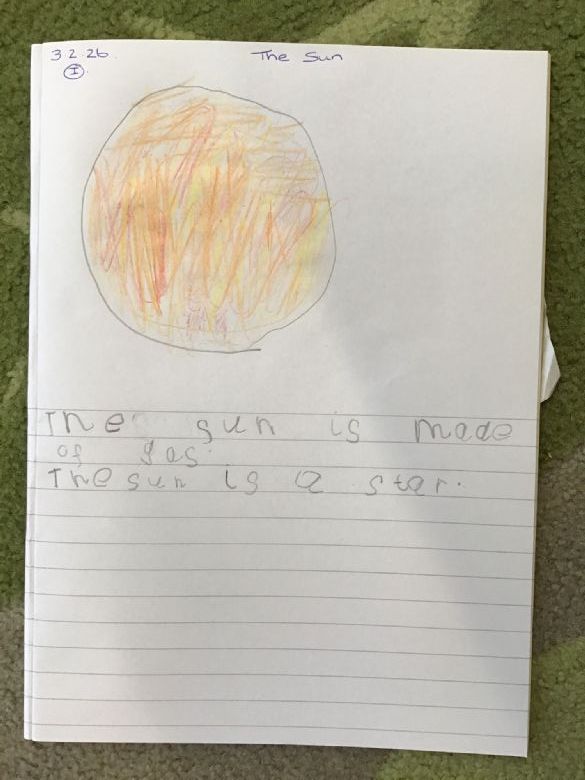 3.2.26.
The Sun
I.
The sun is made
of gas.
The sun is a star.